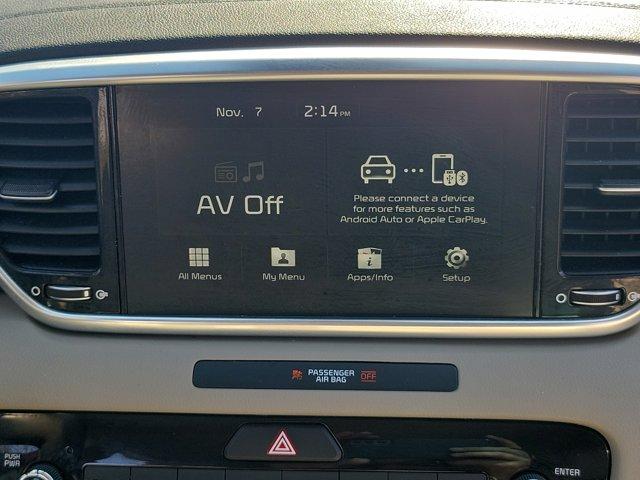 Nov. 7 2:14 PM
AV Off
Please connect a device
for more features such as
Android Auto or Apple CarPlay.
All Menus My Menu Apps/Info Setup
PASSENGER
AIR BAG OFF
PUSH
PWR
ENTER